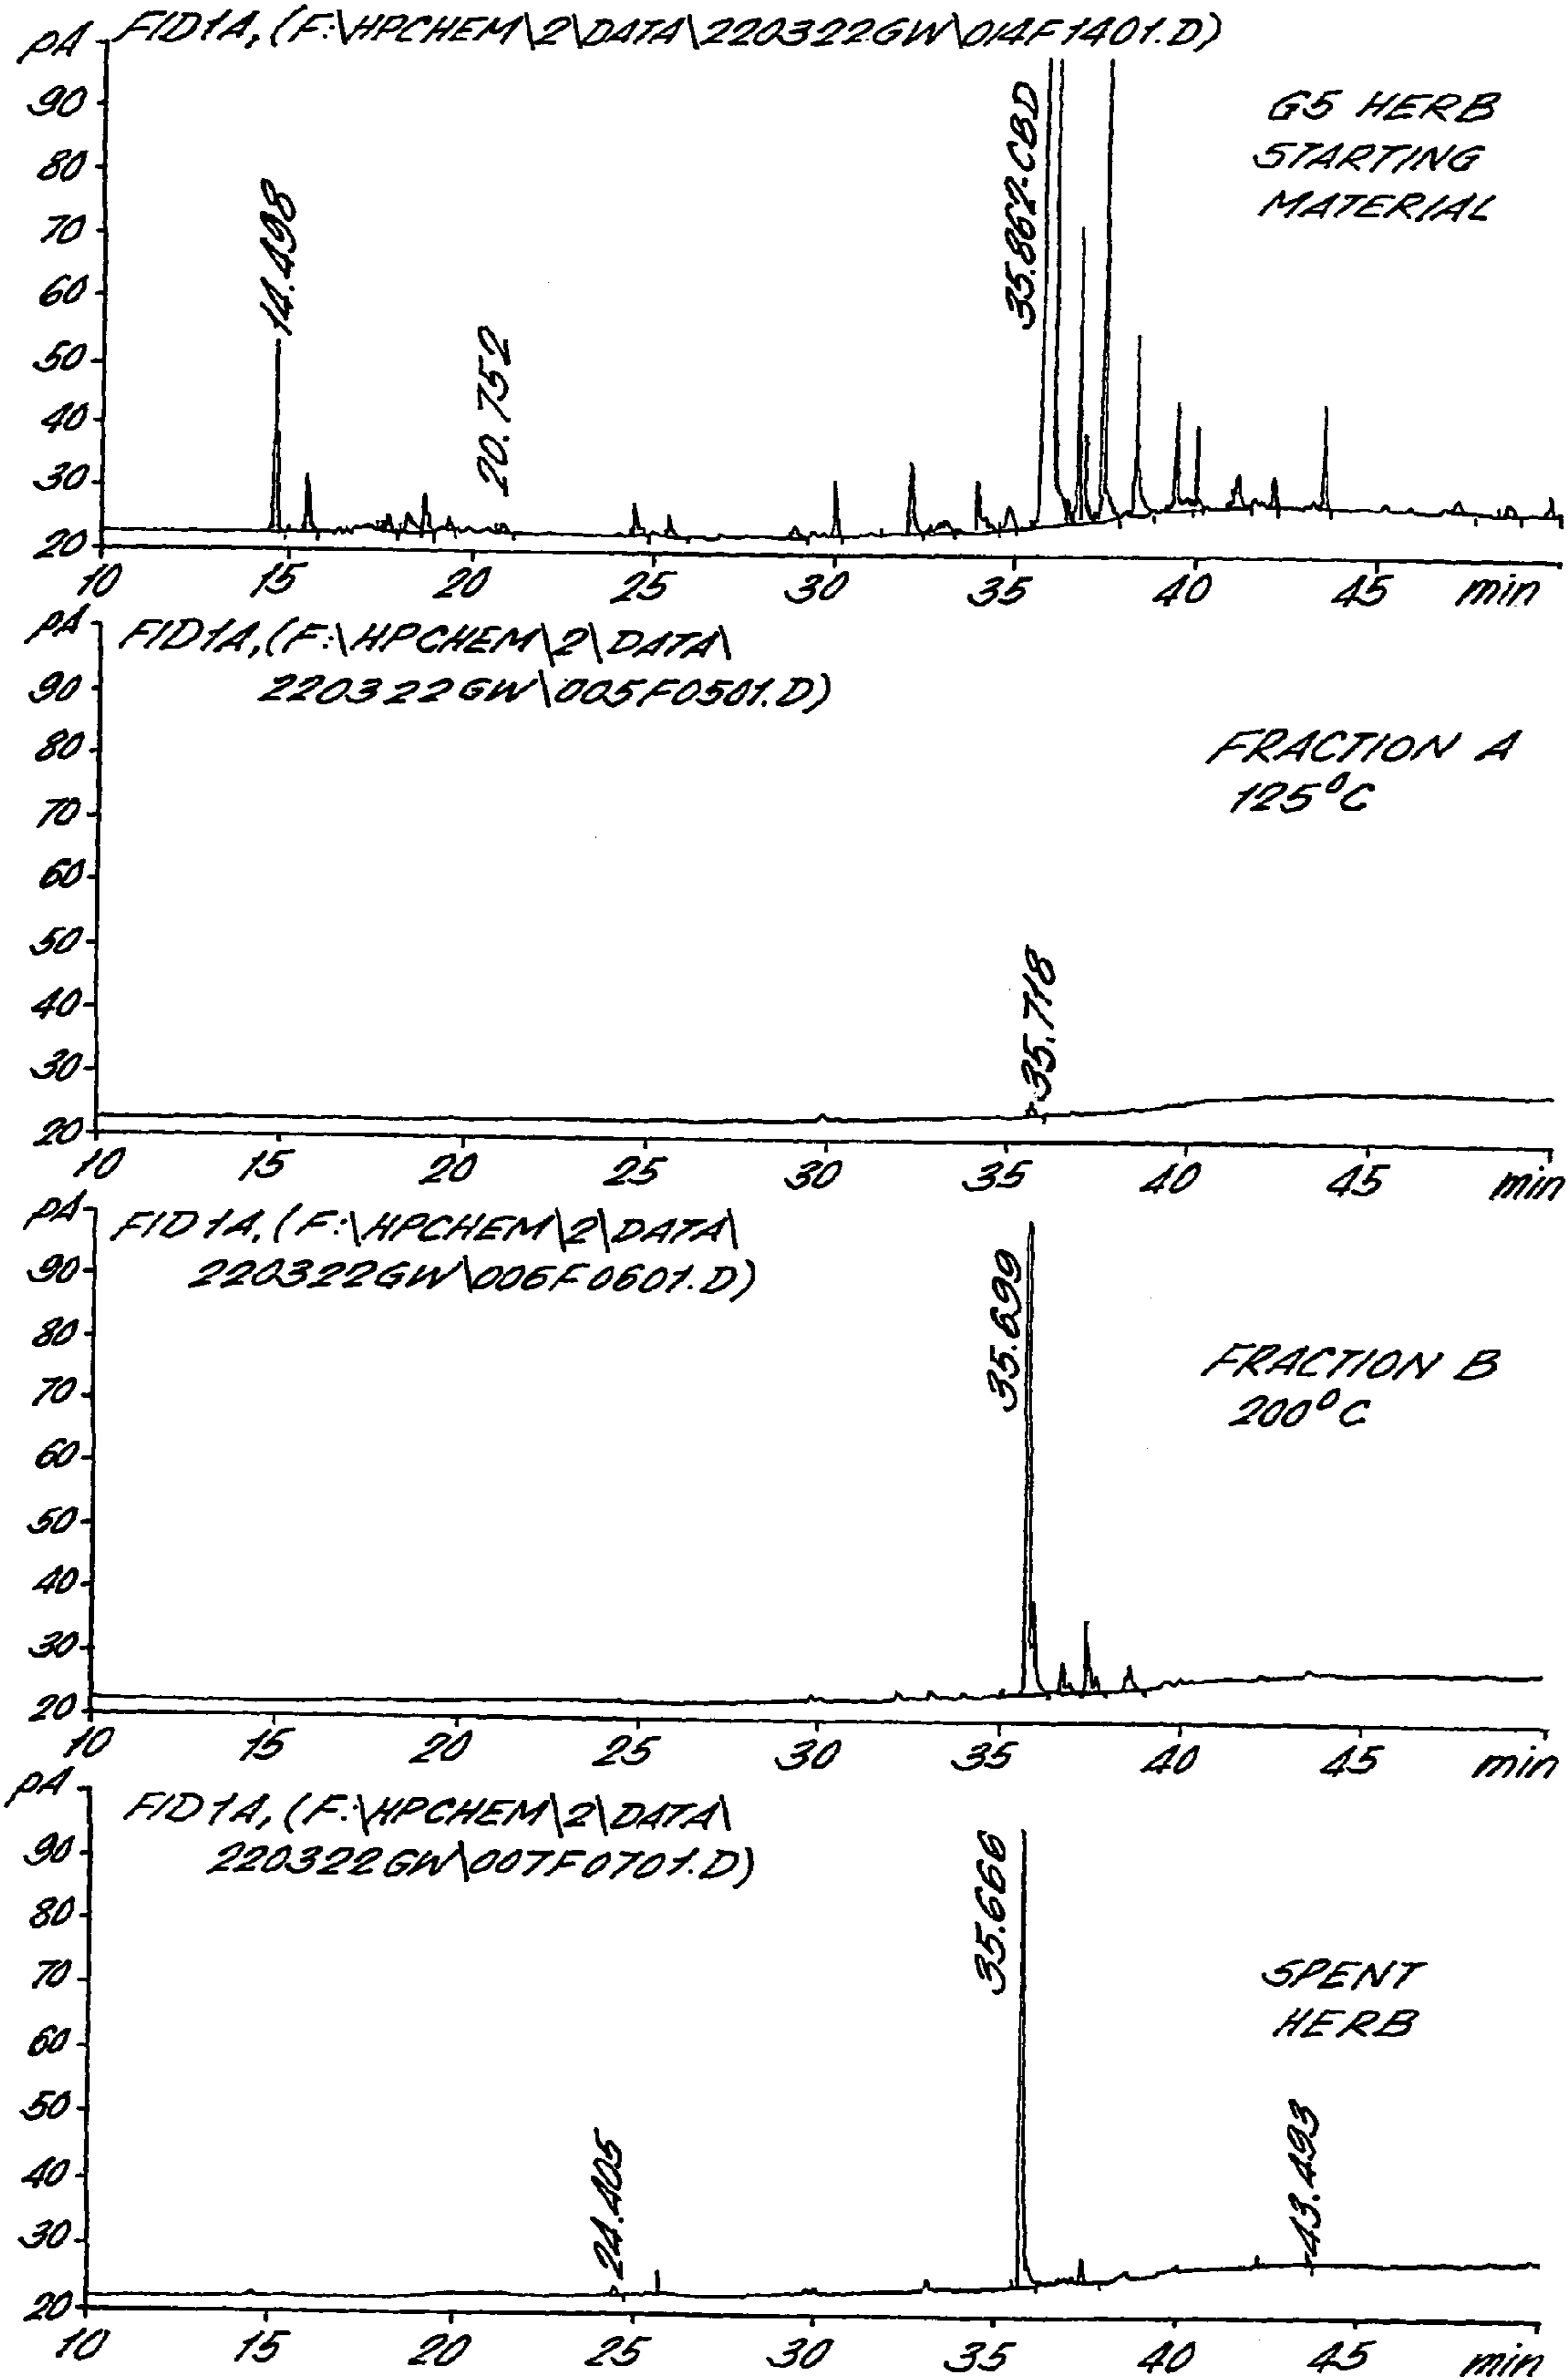 pA FID1A, (F:\HPCHEM\2\DATA\220322GW\014F1401.D)
90
80
70
60
50
40
30
20
14.498
20.752
35.862-CBD
G5 HERB
STARTING
MATERIAL
10 15 20 25 30 35 40 45 min
pA FID1A, (F:\HPCHEM\2\DATA\
220322GW\005F0501.D)
90
80
70
60
50
40
30
20
35.718
FRACTION A
125°C
10 15 20 25 30 35 40 45 min
pA FID1A, (F:\HPCHEM\2\DATA\
220322GW\006F0601.D)
90
80
70
60
50
40
30
20
35.699
FRACTION B
200°C
10 15 20 25 30 35 40 45 min
pA FID1A, (F:\HPCHEM\2\DATA\
220322GW\007F0701.D)
90
80
70
60
50
40
30
20
24.405
35.666
43.493
SPENT
HERB
10 15 20 25 30 35 40 45 min